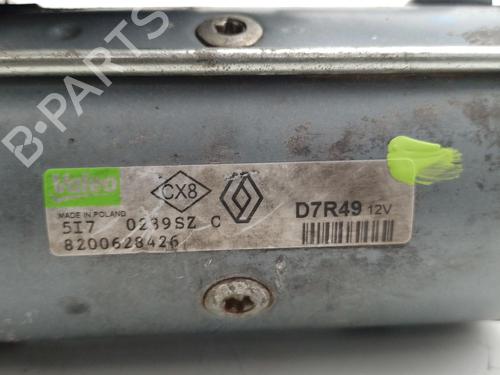 B-PARTS
Valeo
CX8
D7R49 12V
MADE IN POLAND
5I7 0239SZ C
8200628426